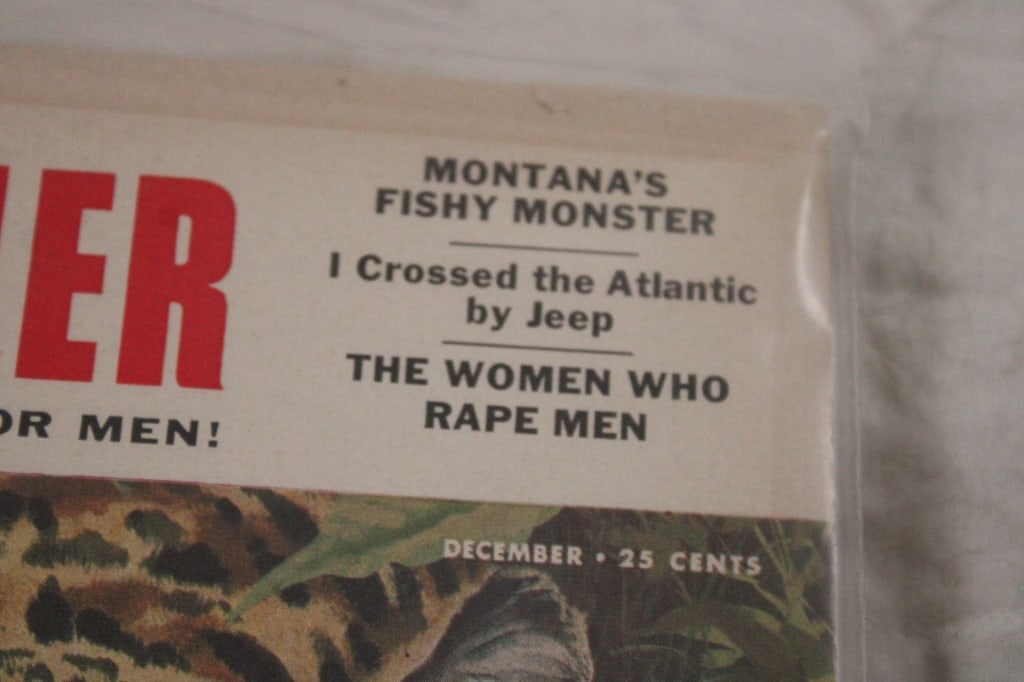 ER
OR MEN!
MONTANA'S
FISHY MONSTER
I Crossed the Atlantic
by Jeep
THE WOMEN WHO
RAPE MEN
DECEMBER • 25 CENTS